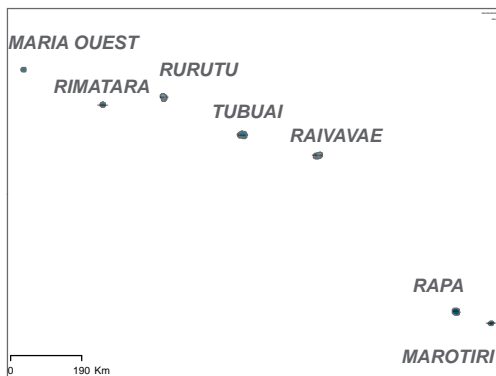 MARIA OUEST
RURUTU
RIMATARA
TUBUAI
RAIVAVAE
RAPA
MAROTIRI
0 190 Km